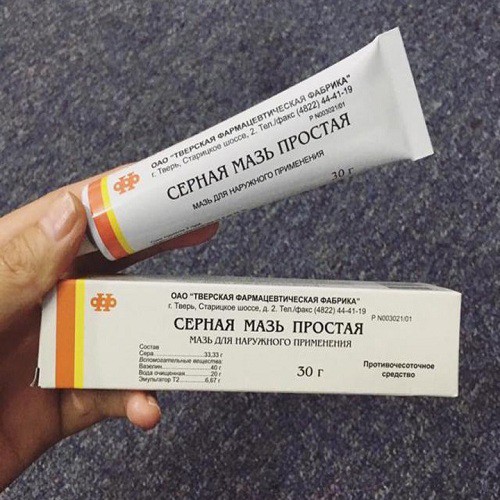 ОАО "ТВЕРСКАЯ ФАРМАЦЕВТИЧЕСКАЯ ФАБРИКА"
г. Тверь, Старицкое шоссе, 2. Тел./факс (4822) 44-41-19
Р N003021/01
СЕРНАЯ МАЗЬ ПРОСТАЯ
МАЗЬ ДЛЯ НАРУЖНОГО ПРИМЕНЕНИЯ
30 г
ОАО "ТВЕРСКАЯ ФАРМАЦЕВТИЧЕСКАЯ ФАБРИКА"
г. Тверь, Старицкое шоссе, д. 2. Тел./факс (4822) 44-41-19
Р N003021/01
СЕРНАЯ МАЗЬ ПРОСТАЯ
МАЗЬ ДЛЯ НАРУЖНОГО ПРИМЕНЕНИЯ
Состав
Сера 33,33 г
Вспомогательные вещества:
Вазелин 40 г
Вода очищенная 20 г
Эмульгатор Т2 6,67 г
30 г
Противочесоточное
средство